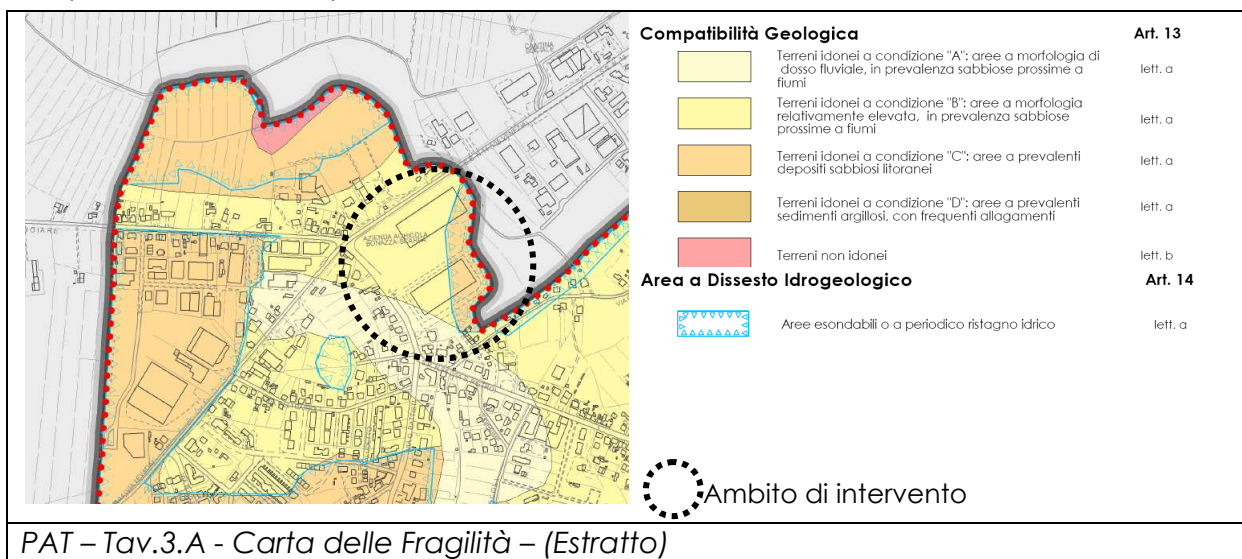 Compatibilità Geologica Art. 13
Terreni idonei a condizione "A": aree a morfologia di
dosso fluviale, in prevalenza sabbiose prossime a
fiumi
lett. a
Terreni idonei a condizione "B": aree a morfologia
relativamente elevata, in prevalenza sabbiose
prossime a fiumi
lett. a
Terreni idonei a condizione "C": aree a prevalenti
depositi sabbiosi litoranei
lett. a
Terreni idonei a condizione "D": aree a prevalenti
sedimenti argillosi, con frequenti allagamenti
lett. a
Terreni non idonei lett. b
Area a Dissesto Idrogeologico Art. 14
Aree esondabili o a periodico ristagno idrico lett. a
Ambito di intervento
AZIENDA AGRICOLA
PAT – Tav.3.A - Carta delle Fragilità – (Estratto)